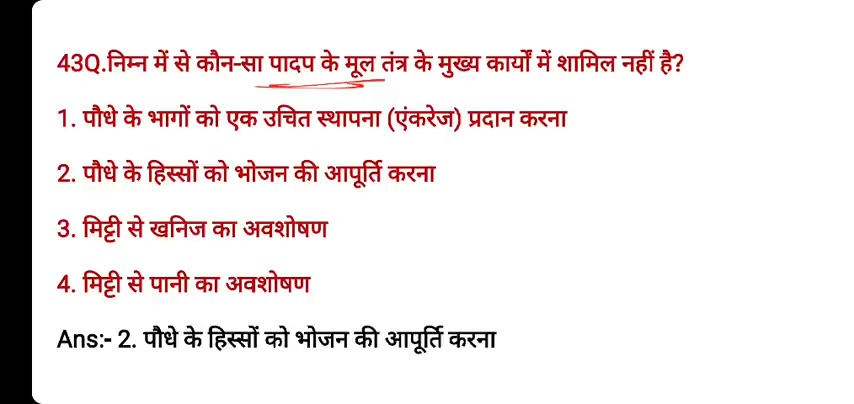 43Q.निम्न में से कौन-सा पादप के मूल तंत्र के मुख्य कार्यों में शामिल नहीं है?
1. पौधे के भागों को एक उचित स्थापना (एंकरेज) प्रदान करना
2. पौधे के हिस्सों को भोजन की आपूर्ति करना
3. मिट्टी से खनिज का अवशोषण
4. मिट्टी से पानी का अवशोषण
Ans:- 2. पौधे के हिस्सों को भोजन की आपूर्ति करना